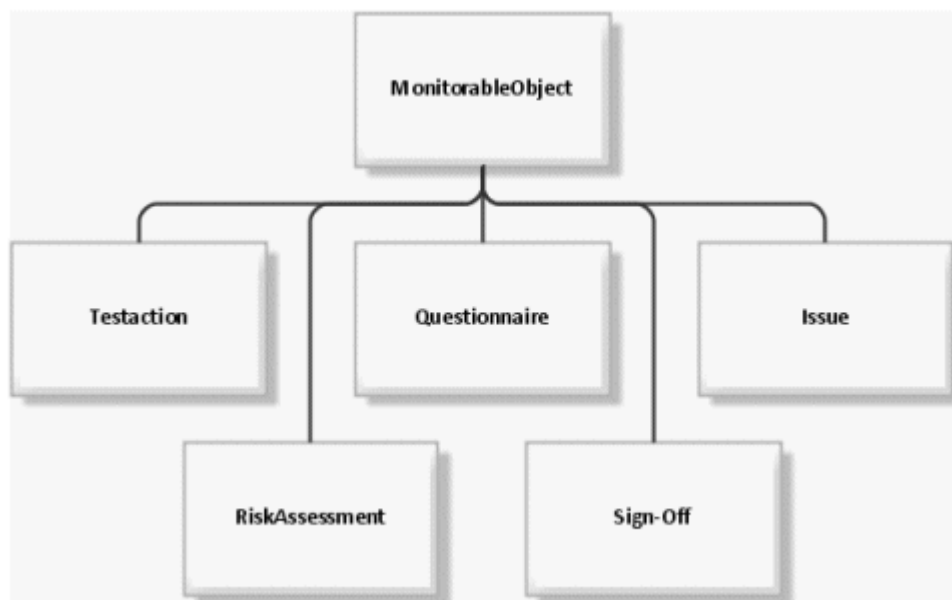 MonitorableObject
Testaction
Questionnaire
Issue
RiskAssessment
Sign-Off